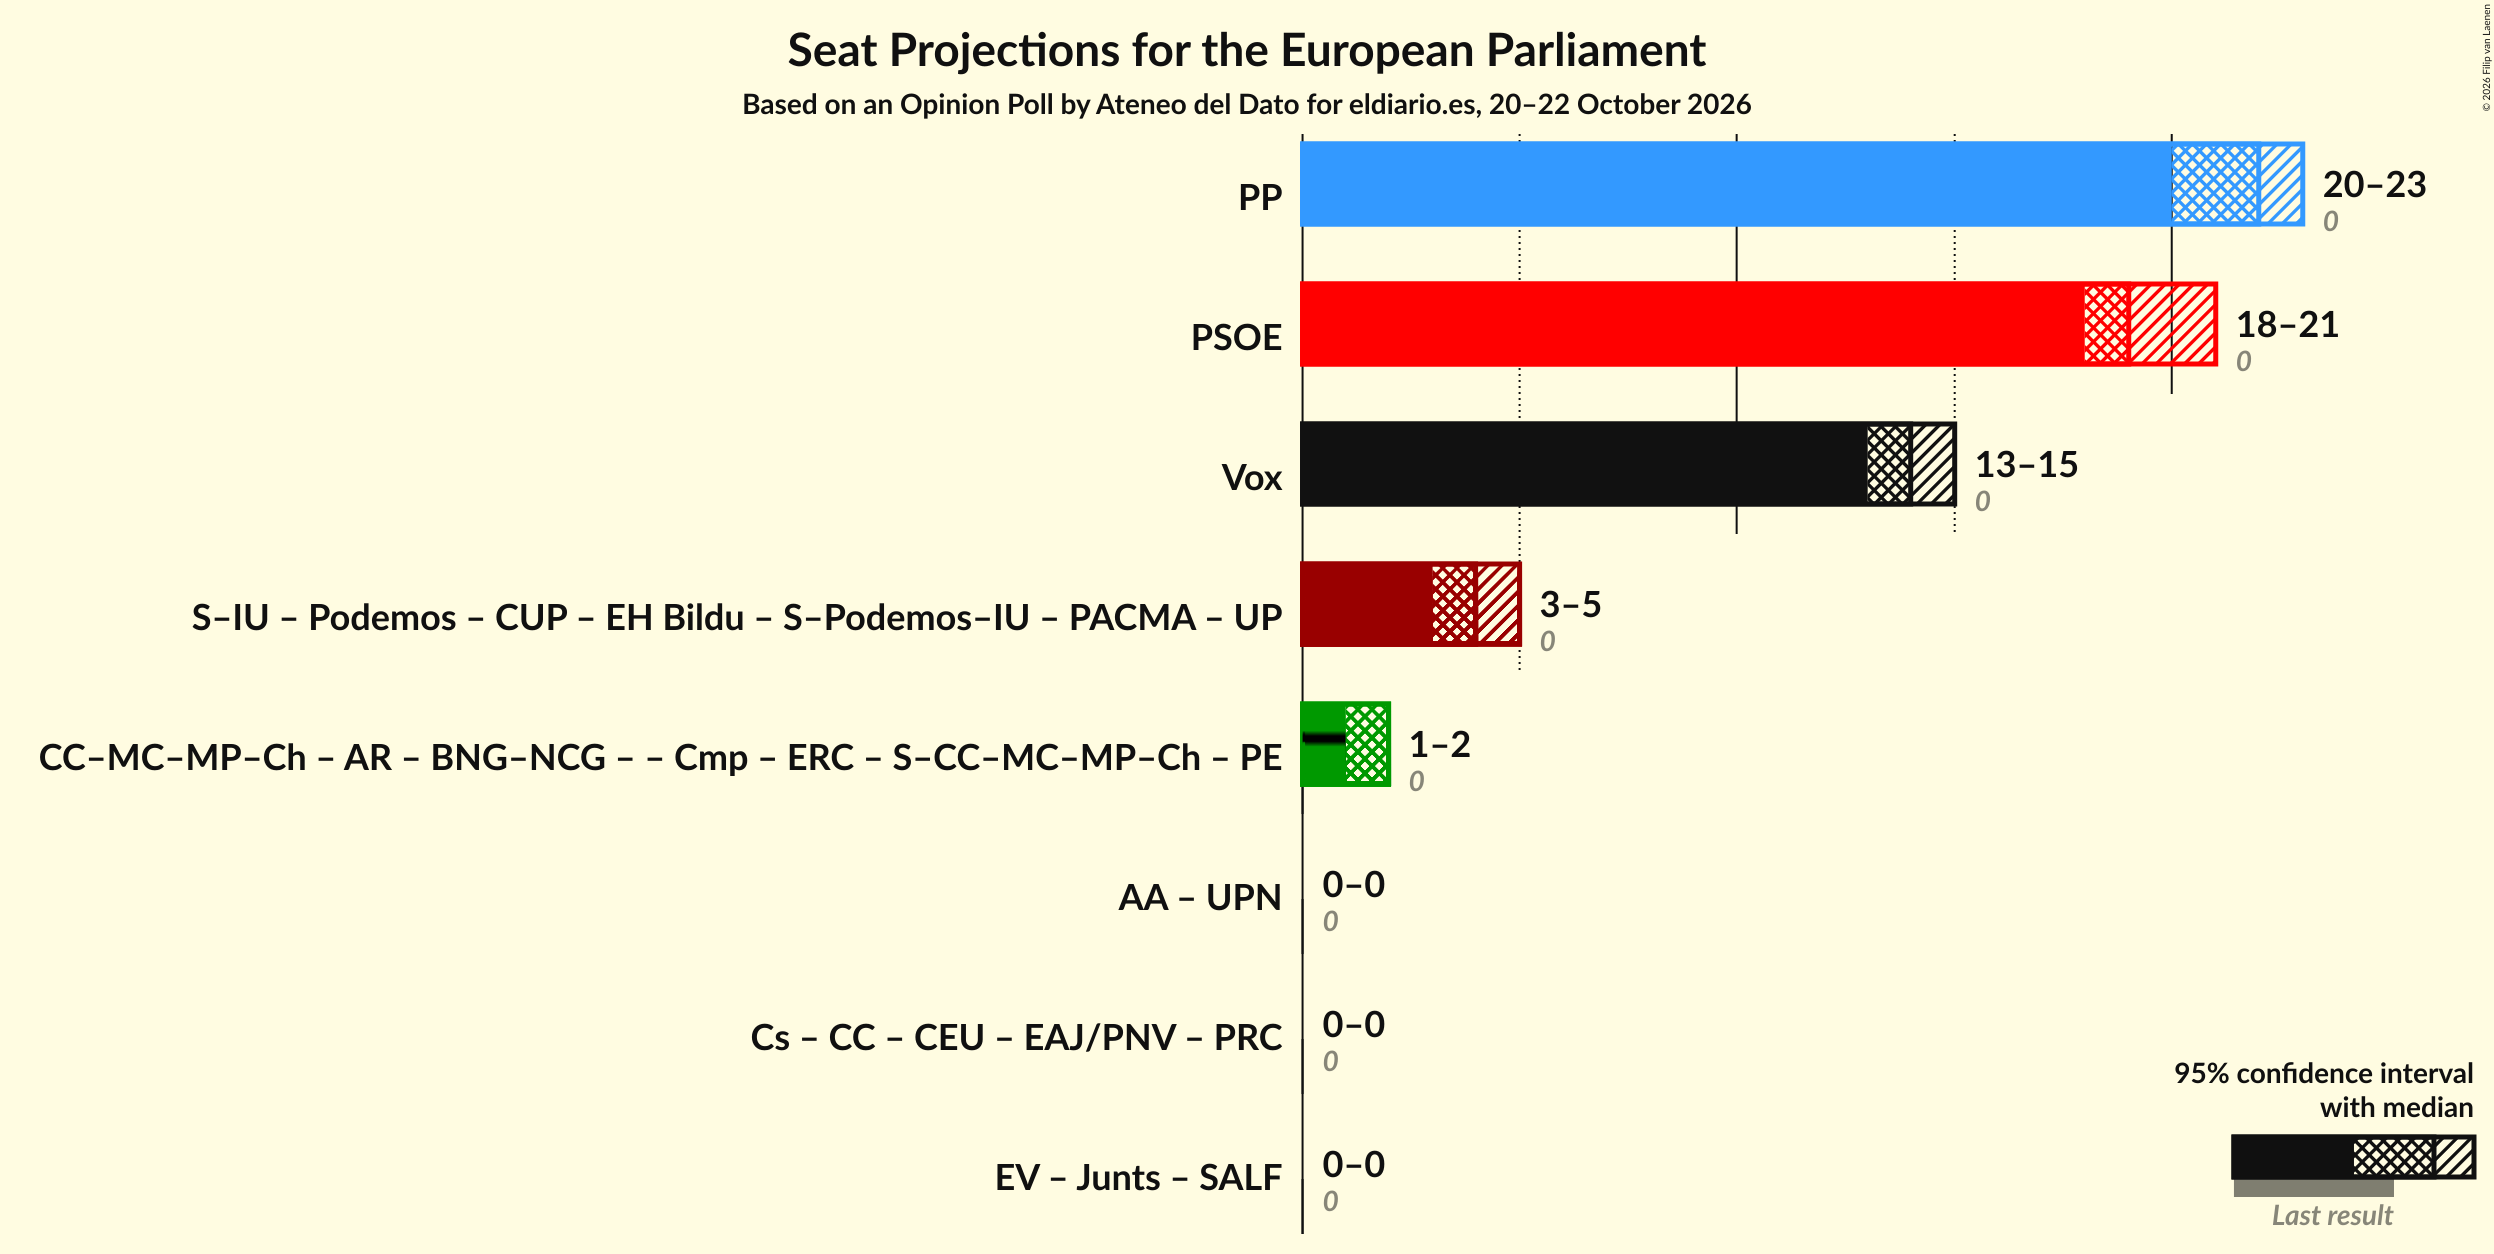 Seat Projections for the European Parliament
Based on an Opinion Poll by Ateneo del Dato for eldiario.es, 20–22 October 2026
© 2026 Filip van Laenen
PP
20–23
0
PSOE
18–21
0
Vox
13–15
0
S–IU – Podemos – CUP – EH Bildu – S–Podemos–IU – PACMA – UP
3–5
0
CC–MC–MP–Ch – AR – BNG–NCG – – Cmp – ERC – S–CC–MC–MP–Ch – PE
1–2
0
AA – UPN
0–0
0
Cs – CC – CEU – EAJ/PNV – PRC
0–0
0
EV – Junts – SALF
0–0
0
95% confidence interval
with median
Last result